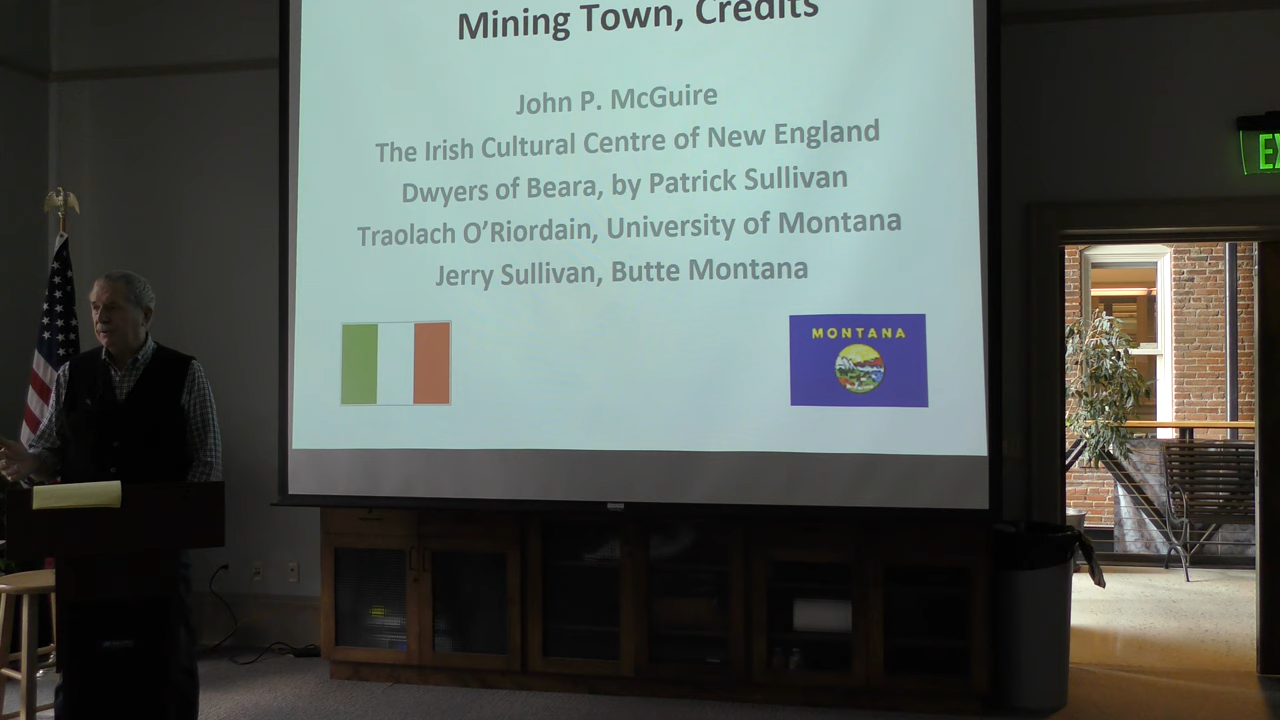 Mining Town, Credits
John P. McGuire
The Irish Cultural Centre of New England
Dwyers of Beara, by Patrick Sullivan
Traolach O'Riordain, University of Montana
Jerry Sullivan, Butte Montana
MONTANA
EX